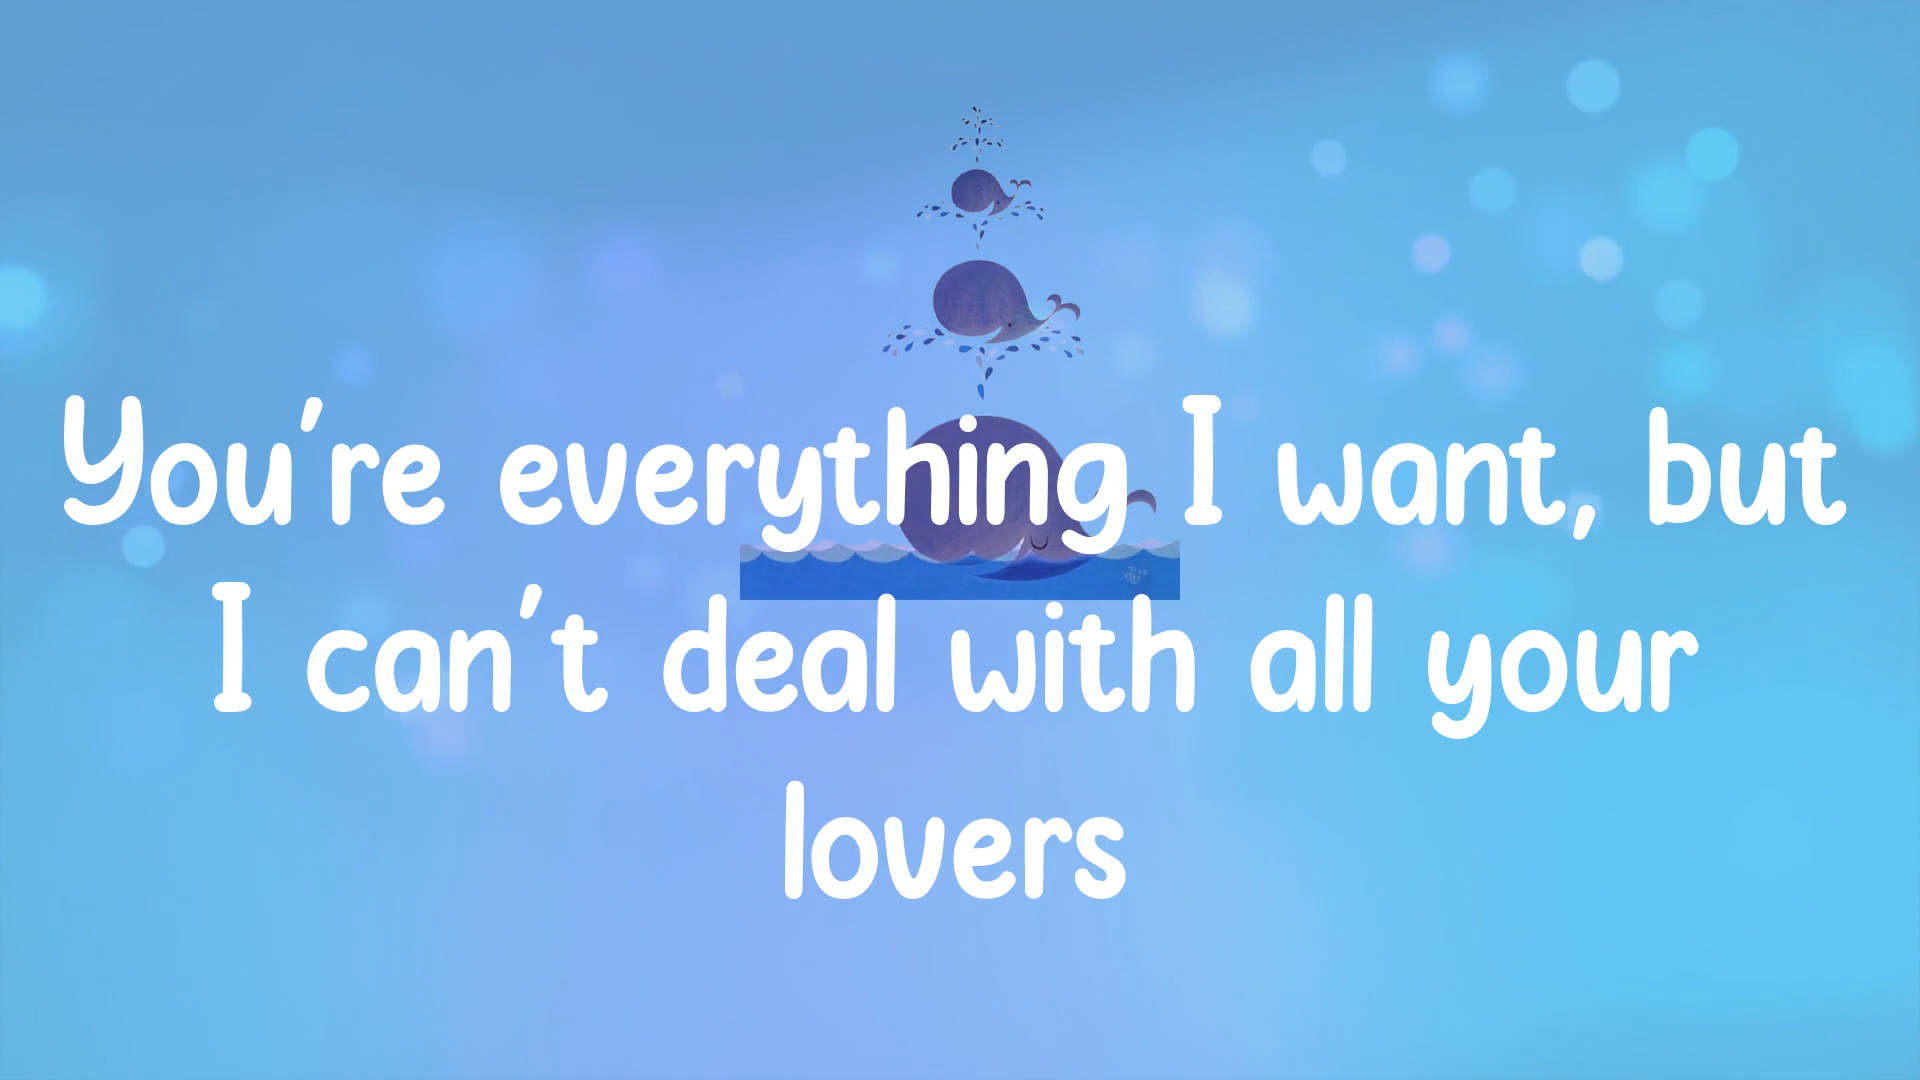 You're everything I want, but
I can't deal with all your
lovers